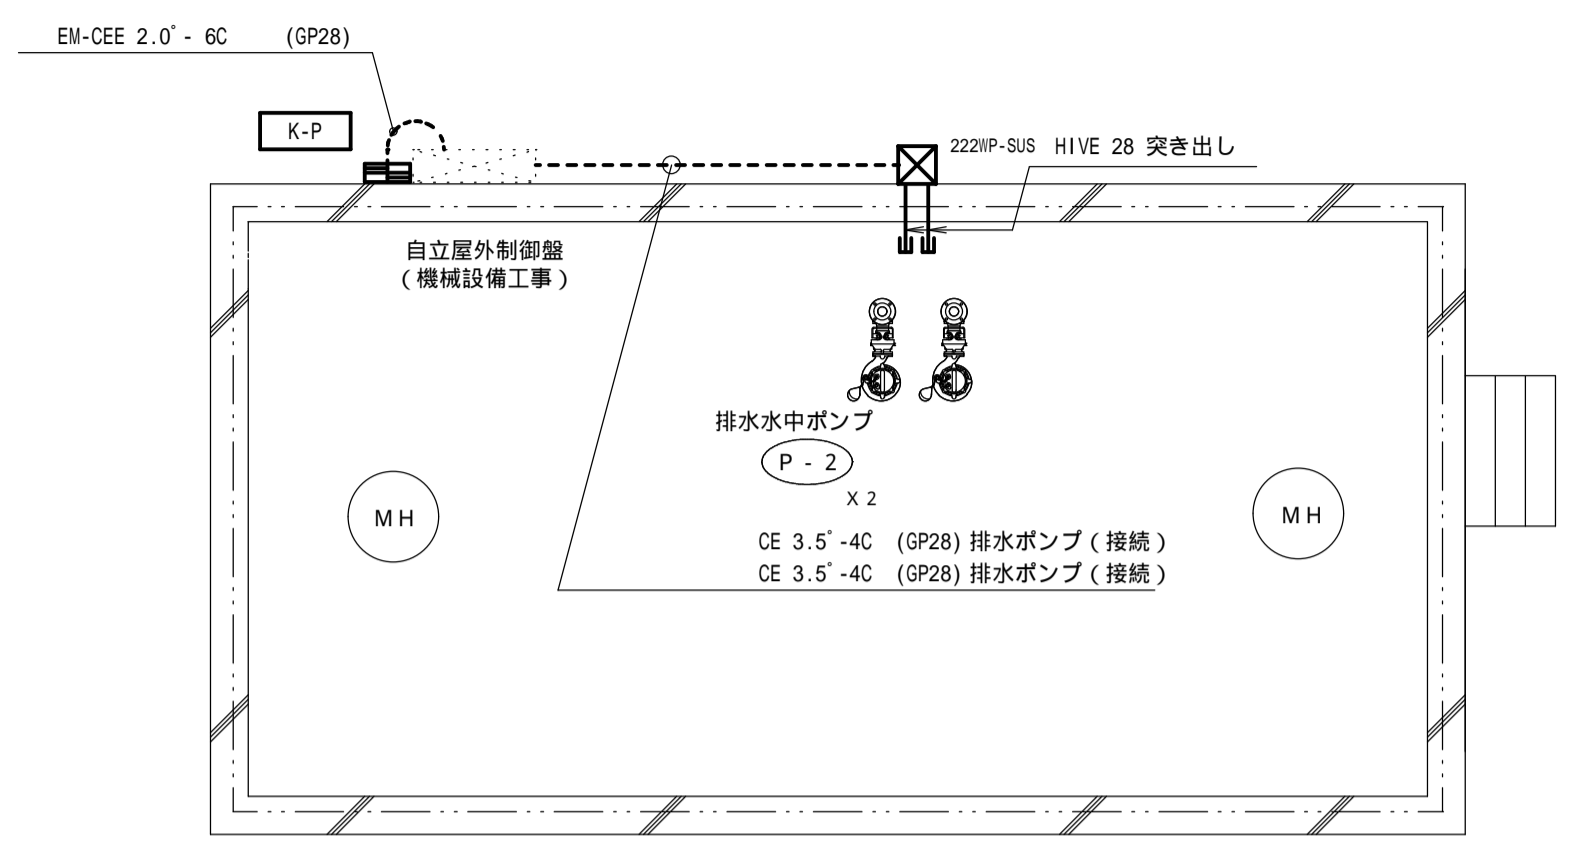 EM-CEE 2.0゜- 6C (GP28)
K-P
222WP-SUS HIVE 28 突き出し
自立屋外制御盤
(機械設備工事)
排水水中ポンプ
P - 2
X 2
MH
MH
CE 3.5゜-4C (GP28) 排水ポンプ(接続)
CE 3.5゜-4C (GP28) 排水ポンプ(接続)